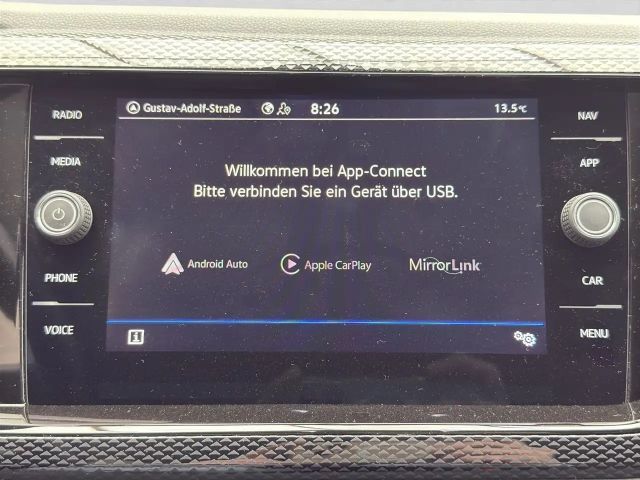 RADIO
MEDIA
PHONE
VOICE
Gustav-Adolf-Straße 8:26 13.5°C
Willkommen bei App-Connect
Bitte verbinden Sie ein Gerät über USB.
Android Auto Apple CarPlay MirrorLink
NAV
APP
CAR
MENU